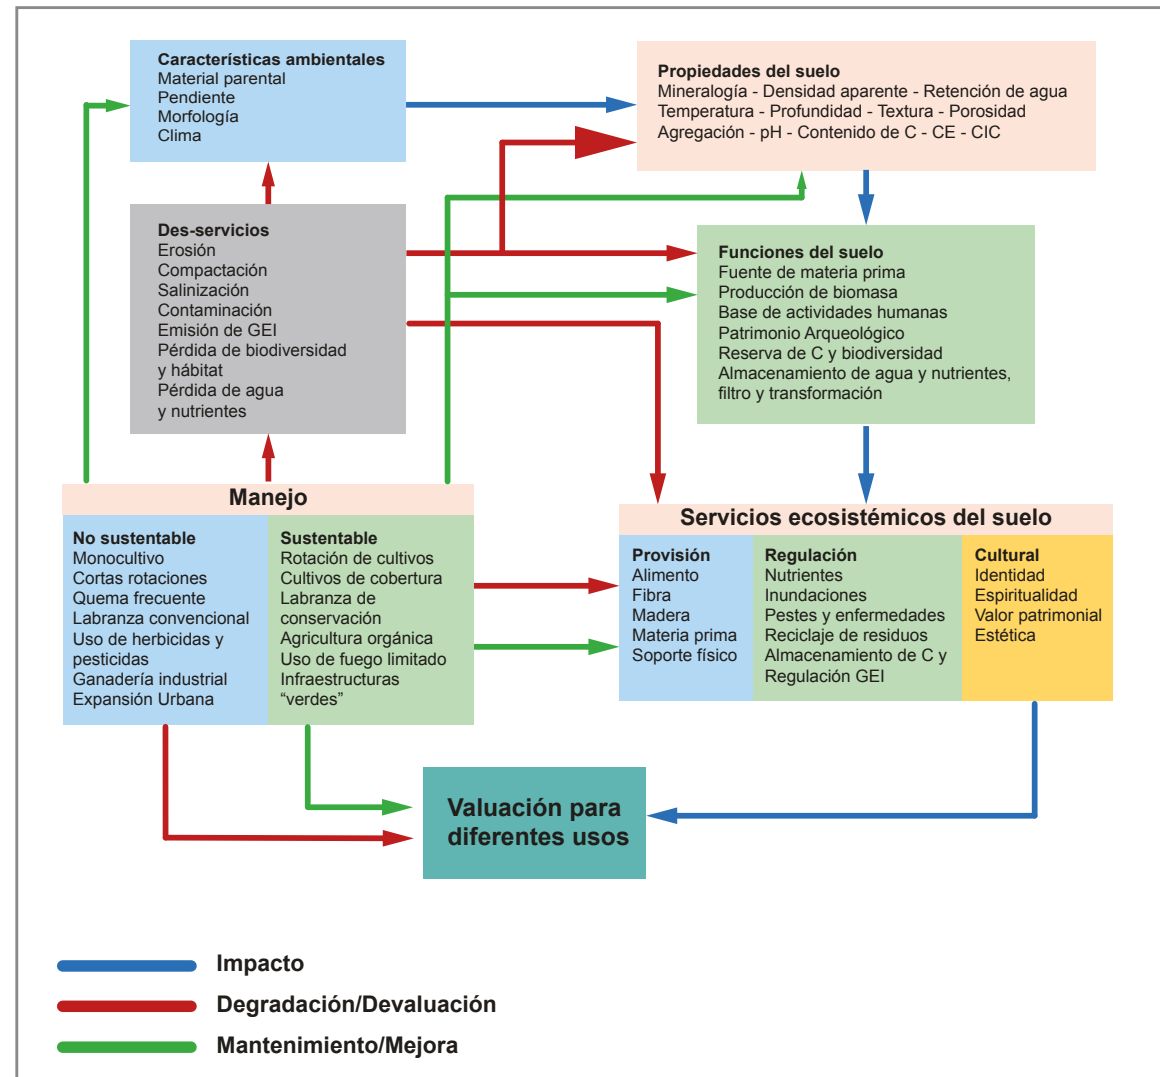 Características ambientales
Material parental
Pendiente
Morfología
Clima
Propiedades del suelo
Mineralogía - Densidad aparente - Retención de agua
Temperatura - Profundidad - Textura - Porosidad
Agregación - pH - Contenido de C - CE - CIC
Des-servicios
Erosión
Compactación
Salinización
Contaminación
Emisión de GEI
Pérdida de biodiversidad
y hábitat
Pérdida de agua
y nutrientes
Funciones del suelo
Fuente de materia prima
Producción de biomasa
Base de actividades humanas
Patrimonio Arqueológico
Reserva de C y biodiversidad
Almacenamiento de agua y nutrientes,
filtro y transformación
Manejo
No sustentable
Monocultivo
Cortas rotaciones
Quema frecuente
Labranza convencional
Uso de herbicidas y
pesticidas
Ganadería industrial
Expansión Urbana
Sustentable
Rotación de cultivos
Cultivos de cobertura
Labranza de
conservación
Agricultura orgánica
Uso de fuego limitado
Infraestructuras
“verdes”
Servicios ecosistémicos del suelo
Provisión
Alimento
Fibra
Madera
Materia prima
Soporte físico
Regulación
Nutrientes
Inundaciones
Pestes y enfermedades
Reciclaje de residuos
Almacenamiento de C y
Regulación GEI
Cultural
Identidad
Espiritualidad
Valor patrimonial
Estética
Valuación para
diferentes usos
Impacto
Degradación/Devaluación
Mantenimiento/Mejora